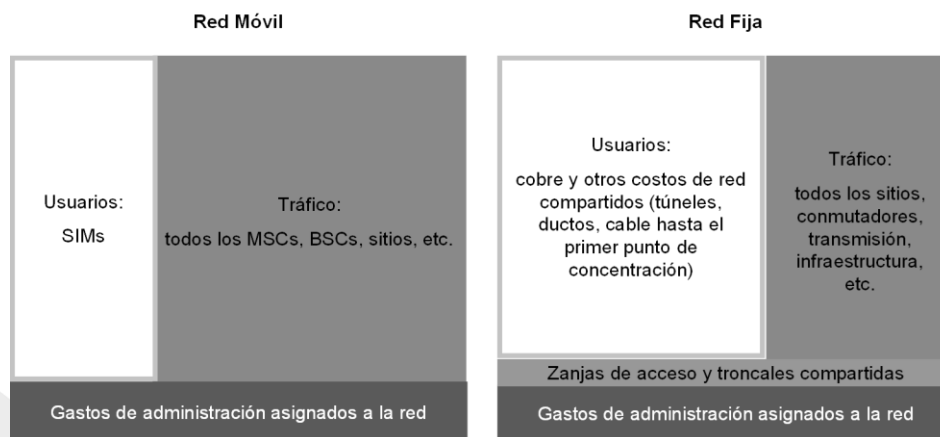 Red Móvil
Usuarios:
SIMs
Tráfico:
todos los MSCs, BSCs, sitios, etc.
Gastos de administración asignados a la red
Red Fija
Usuarios:
cobre y otros costos de red
compartidos (túneles,
ductos, cable hasta el
primer punto de
concentración)
Tráfico:
todos los sitios,
conmutadores,
transmisión,
infraestructura,
etc.
Zanjas de acceso y troncales compartidas
Gastos de administración asignados a la red